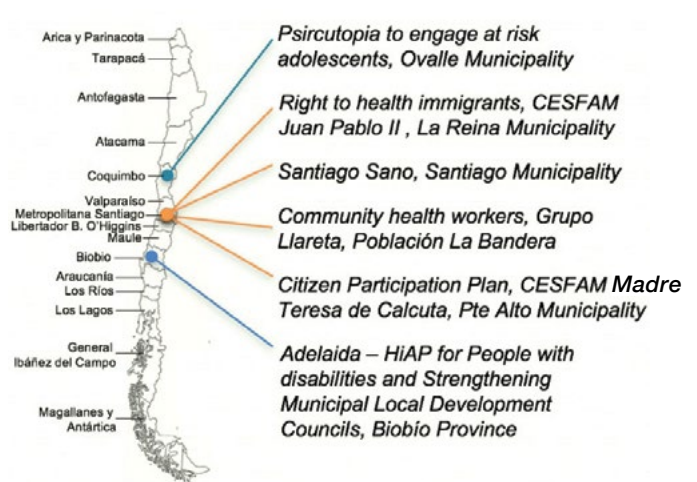 Arica y Parinacota
Tarapacá
Antofagasta
Atacama
Coquimbo
Valparaíso
Metropolitana Santiago
Libertador B. O'Higgins
Maule
Biobio
Araucanía
Los Ríos
Los Lagos
General
Ibáñez del Campo
Magallanes y
Antártica
Psircutopia to engage at risk
adolescents, Ovalle Municipality
Right to health immigrants, CESFAM
Juan Pablo II , La Reina Municipality
Santiago Sano, Santiago Municipality
Community health workers, Grupo
Llareta, Población La Bandera
Citizen Participation Plan, CESFAM Madre
Teresa de Calcuta, Pte Alto Municipality
Adelaida – HiAP for People with
disabilities and Strengthening
Municipal Local Development
Councils, Biobío Province